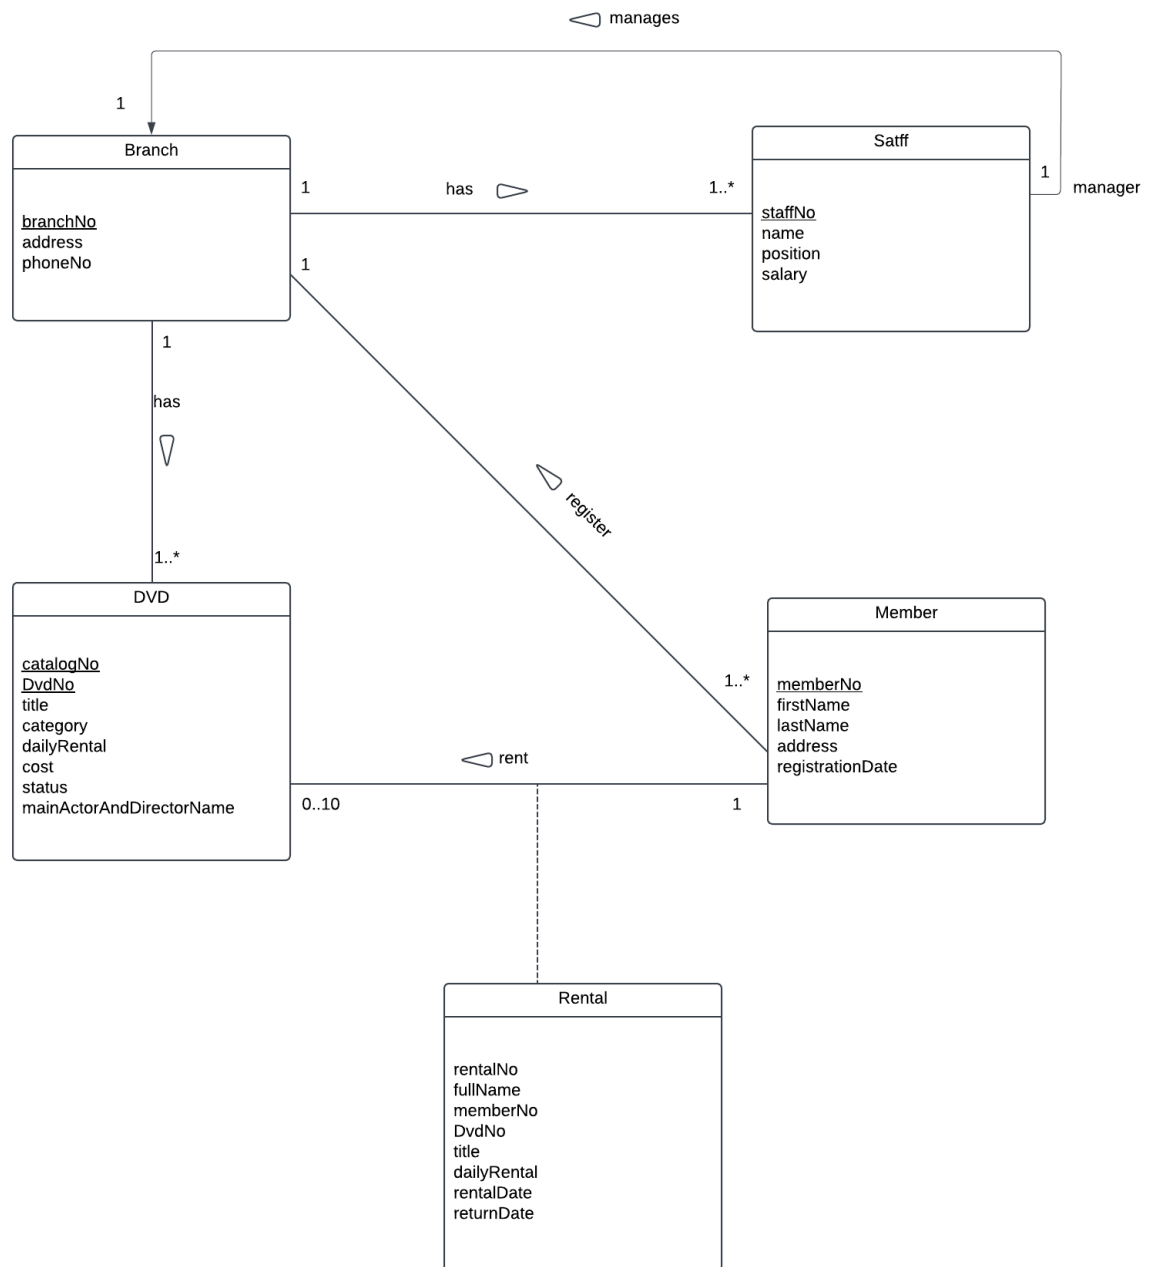 manages
1
Branch
branchNo
address
phoneNo
1
has
1..*
Satff
staffNo
name
position
salary
1
manager
1
1
has
1..*
register
1..*
DVD
catalogNo
DvdNo
title
category
dailyRental
cost
status
mainActorAndDirectorName
rent
0..10
1
Member
memberNo
firstName
lastName
address
registrationDate
Rental
rentalNo
fullName
memberNo
DvdNo
title
dailyRental
rentalDate
returnDate